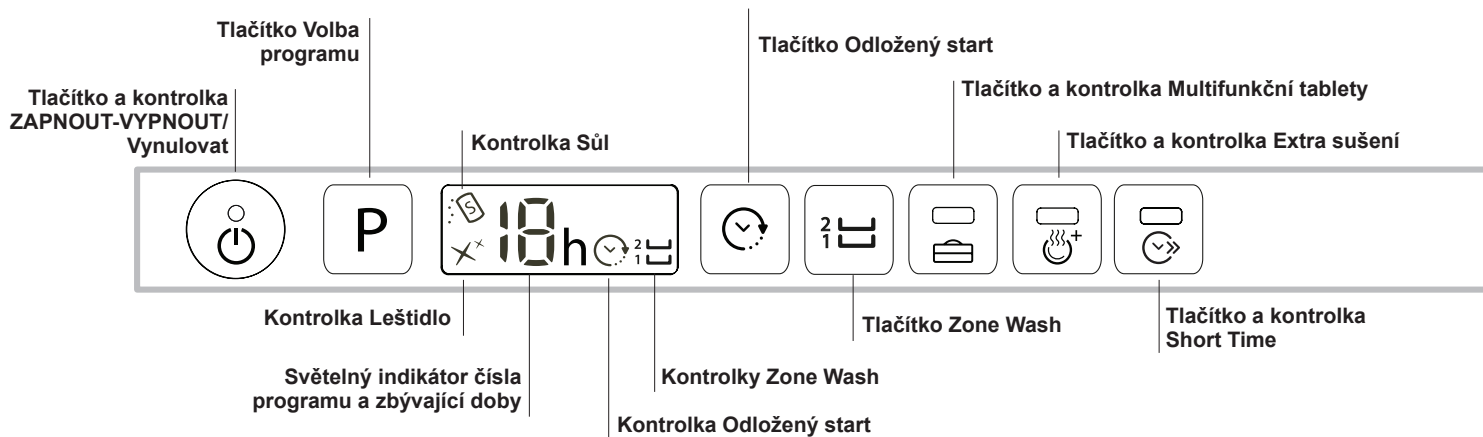 Tlačítko Volba
programu
Tlačítko Odložený start
Tlačítko a kontrolka
ZAPNOUT-VYPNOUT/
Vynulovat
Tlačítko a kontrolka Multifunkční tablety
Kontrolka Sůl
Tlačítko a kontrolka Extra sušení
P
S
18h
2
1
2
1
+
Kontrolka Leštidlo
Tlačítko Zone Wash
Tlačítko a kontrolka
Short Time
Světelný indikátor čísla
programu a zbývající doby
Kontrolky Zone Wash
Kontrolka Odložený start